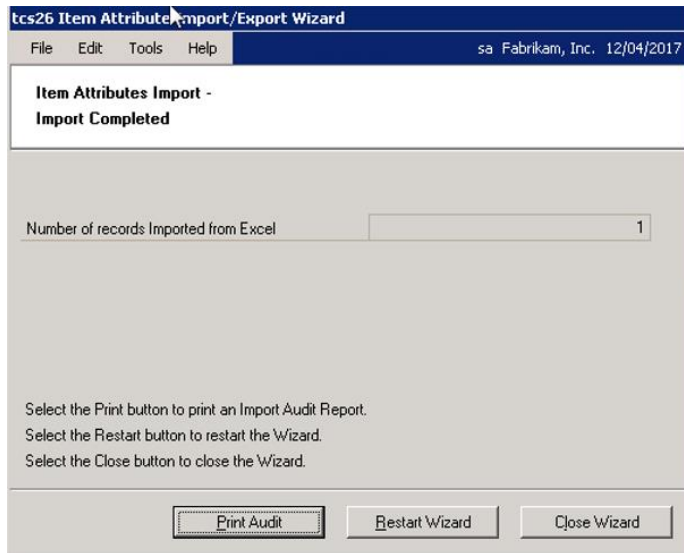 tcs26 Item Attribute Import/Export Wizard
File Edit Tools Help sa Fabrikam, Inc. 12/04/2017
Item Attributes Import -
Import Completed
Number of records Imported from Excel 1
Select the Print button to print an Import Audit Report.
Select the Restart button to restart the Wizard.
Select the Close button to close the Wizard.
Print Audit Restart Wizard Close Wizard